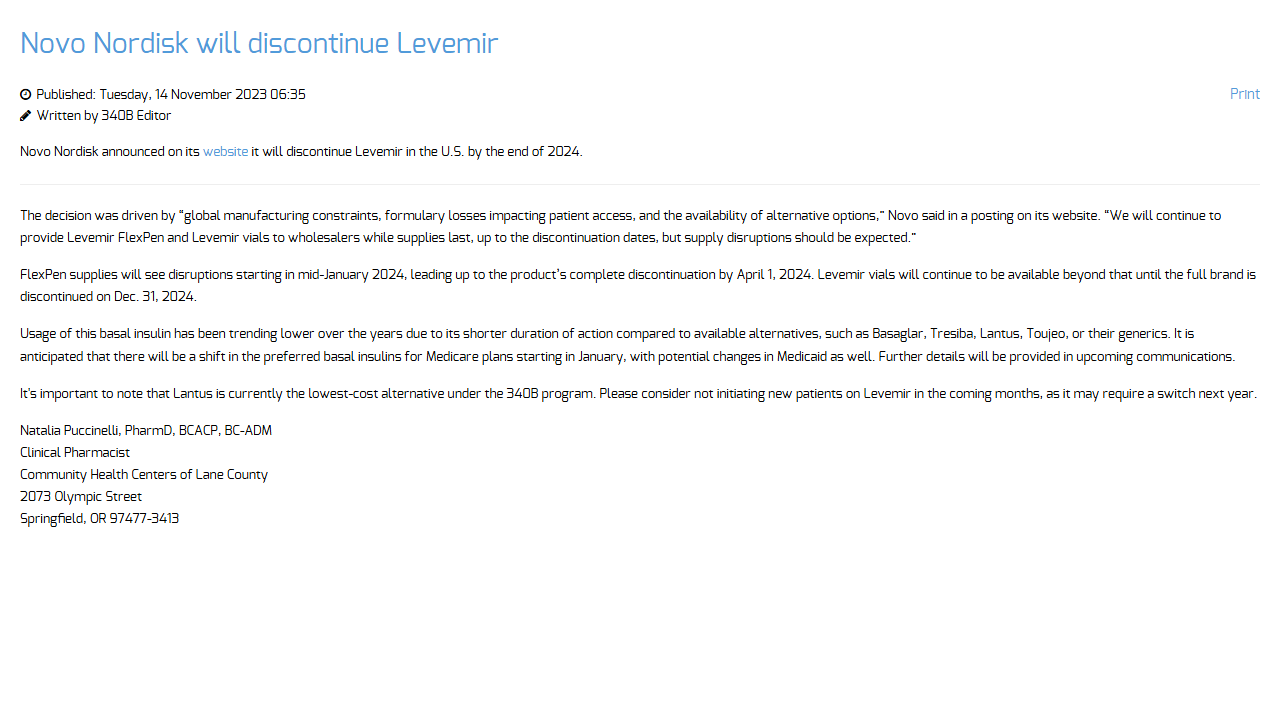 Novo Nordisk will discontinue Levemir
Published: Tuesday, 14 November 2023 06:35
Print
Written by 340B Editor
Novo Nordisk announced on its website it will discontinue Levemir in the U.S. by the end of 2024.
The decision was driven by "global manufacturing constraints, formulary losses impacting patient access, and the availability of alternative options," Novo said in a posting on its website. "We will continue to
provide Levemir FlexPen and Levemir vials to wholesalers while supplies last, up to the discontinuation dates, but supply disruptions should be expected."
FlexPen supplies will see disruptions starting in mid-January 2024, leading up to the product's complete discontinuation by April 1, 2024. Levemir vials will continue to be available beyond that until the full brand is
discontinued on Dec. 31, 2024.
Usage of this basal insulin has been trending lower over the years due to its shorter duration of action compared to available alternatives, such as Basaglar, Tresiba, Lantus, Toujeo, or their generics. It is
anticipated that there will be a shift in the preferred basal insulins for Medicare plans starting in January, with potential changes in Medicaid as well. Further details will be provided in upcoming communications.
It's important to note that Lantus is currently the lowest-cost alternative under the 340B program. Please consider not initiating new patients on Levemir in the coming months, as it may require a switch next year.
Natalia Puccinelli, PharmD, BCACP, BC-ADM
Clinical Pharmacist
Community Health Centers of Lane County
2073 Olympic Street
Springfield, OR 97477-3413